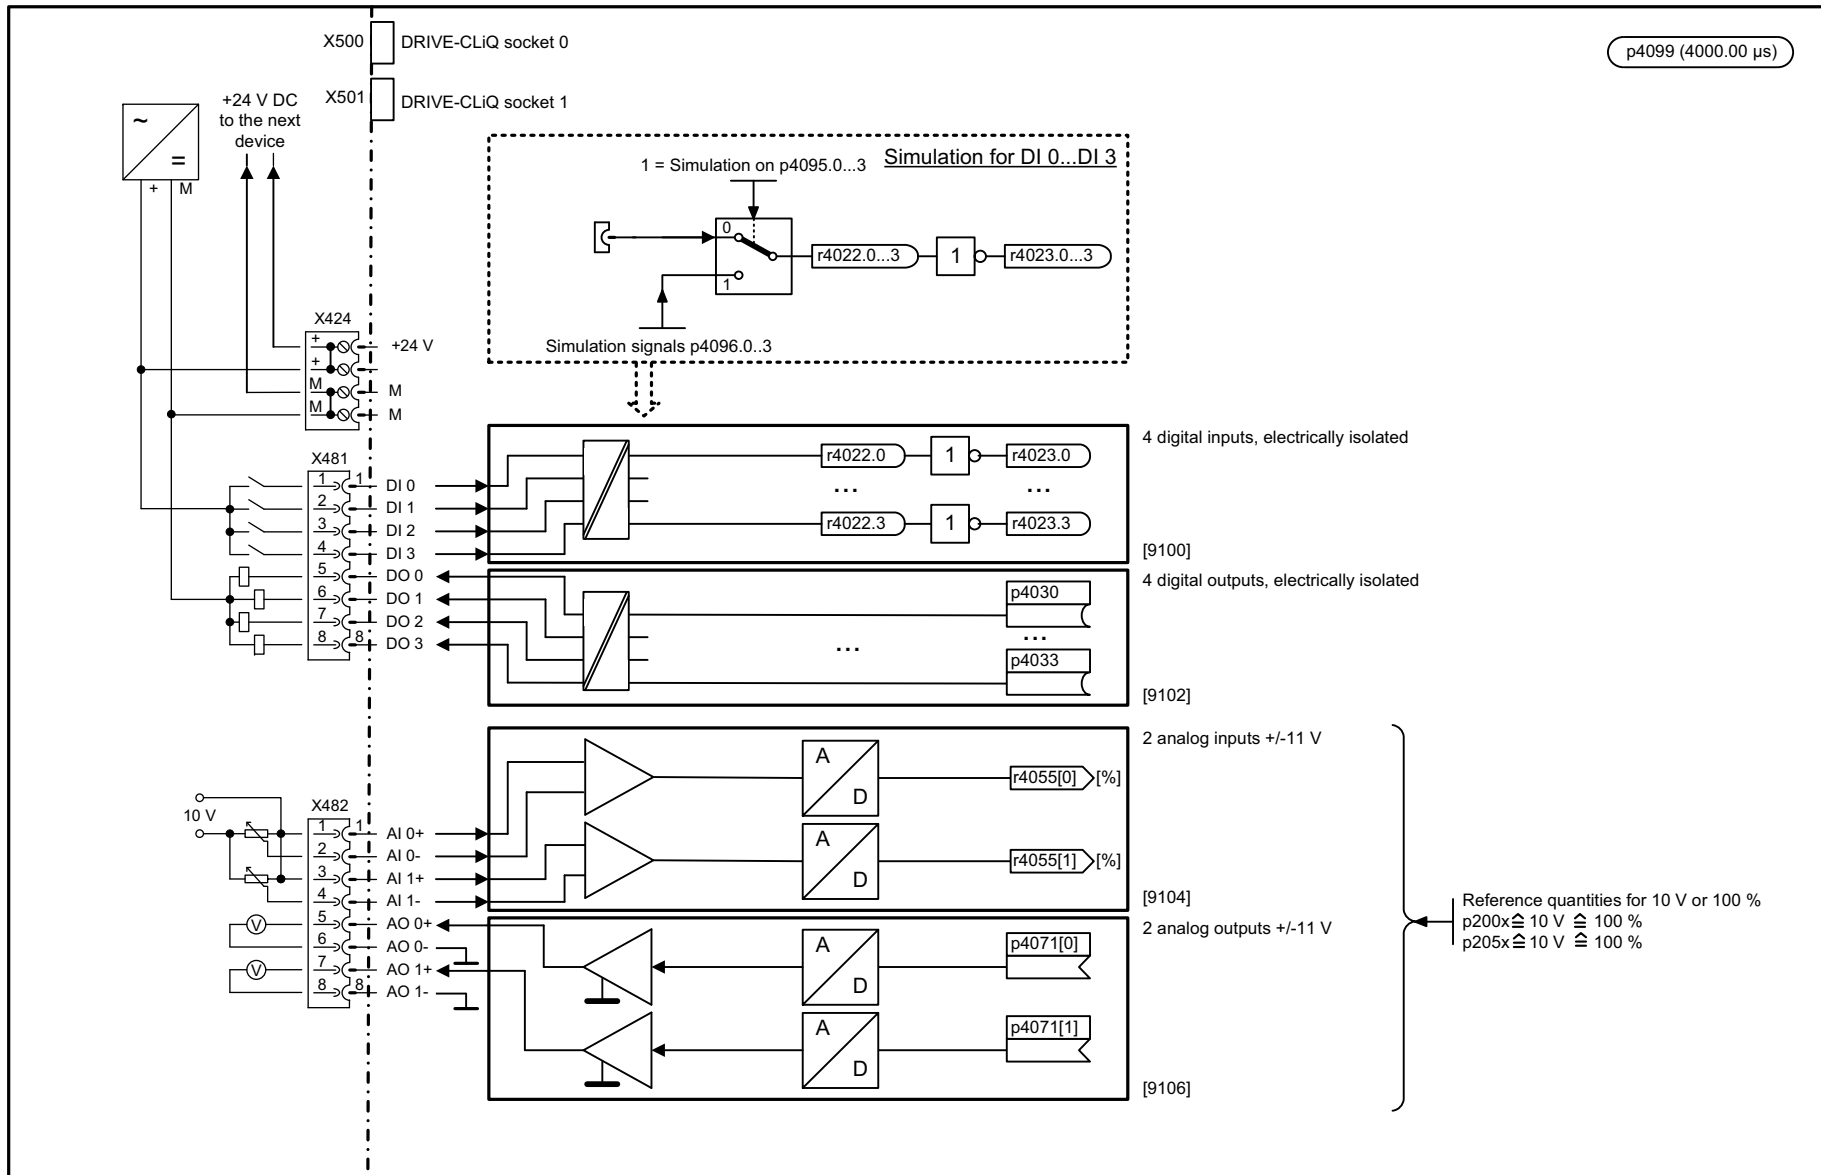 X500
DRIVE-CLiQ socket 0
p4099 (4000.00 µs)
X501
DRIVE-CLiQ socket 1
+24 V DC
to the next
device
~
=
+ M
Simulation for DI 0...DI 3
1 = Simulation on p4095.0...3
0
1
r4022.0...3
1
r4023.0...3
Simulation signals p4096.0..3
X424
+
+24 V
+
M
M
M
M
4 digital inputs, electrically isolated
X481
1 1 DI 0
2 DI 1
3 DI 2
4 DI 3
r4022.0 1 r4023.0
... ...
r4022.3 1 r4023.3
[9100]
5 DO 0
6 DO 1
7 DO 2
8 8 DO 3
4 digital outputs, electrically isolated
p4030
...
...
p4033
[9102]
2 analog inputs +/-11 V
10 V
X482
1 1 AI 0+
2 AI 0-
3 AI 1+
4 AI 1-
A
D
r4055[0] [%]
A
D
r4055[1] [%]
[9104]
5 AO 0+
6 AO 0-
7 AO 1+
8 8 AO 1-
V
V
2 analog outputs +/-11 V
A
D
p4071[0]
A
D
p4071[1]
[9106]
Reference quantities for 10 V or 100 %
p200x ≙ 10 V ≙ 100 %
p205x ≙ 10 V ≙ 100 %